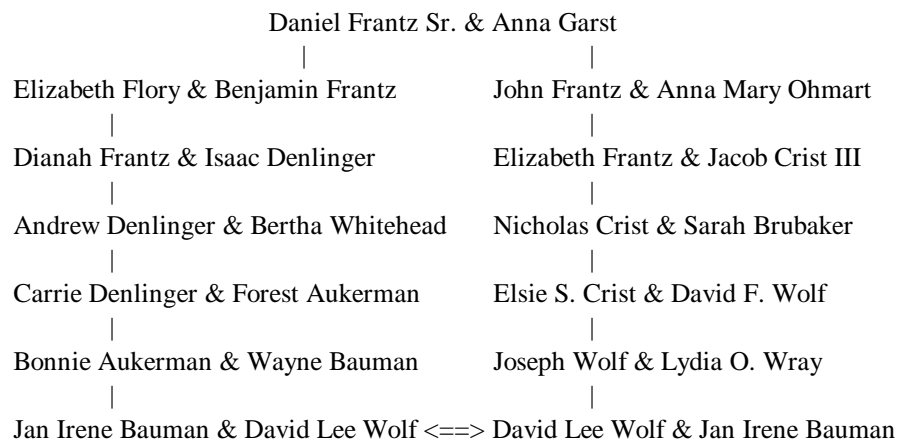 Daniel Frantz Sr. & Anna Garst
| |
Elizabeth Flory & Benjamin Frantz John Frantz & Anna Mary Ohmart
| |
Dianah Frantz & Isaac Denlinger Elizabeth Frantz & Jacob Crist III
| |
Andrew Denlinger & Bertha Whitehead Nicholas Crist & Sarah Brubaker
| |
Carrie Denlinger & Forest Aukerman Elsie S. Crist & David F. Wolf
| |
Bonnie Aukerman & Wayne Bauman Joseph Wolf & Lydia O. Wray
| |
Jan Irene Bauman & David Lee Wolf <==> David Lee Wolf & Jan Irene Bauman